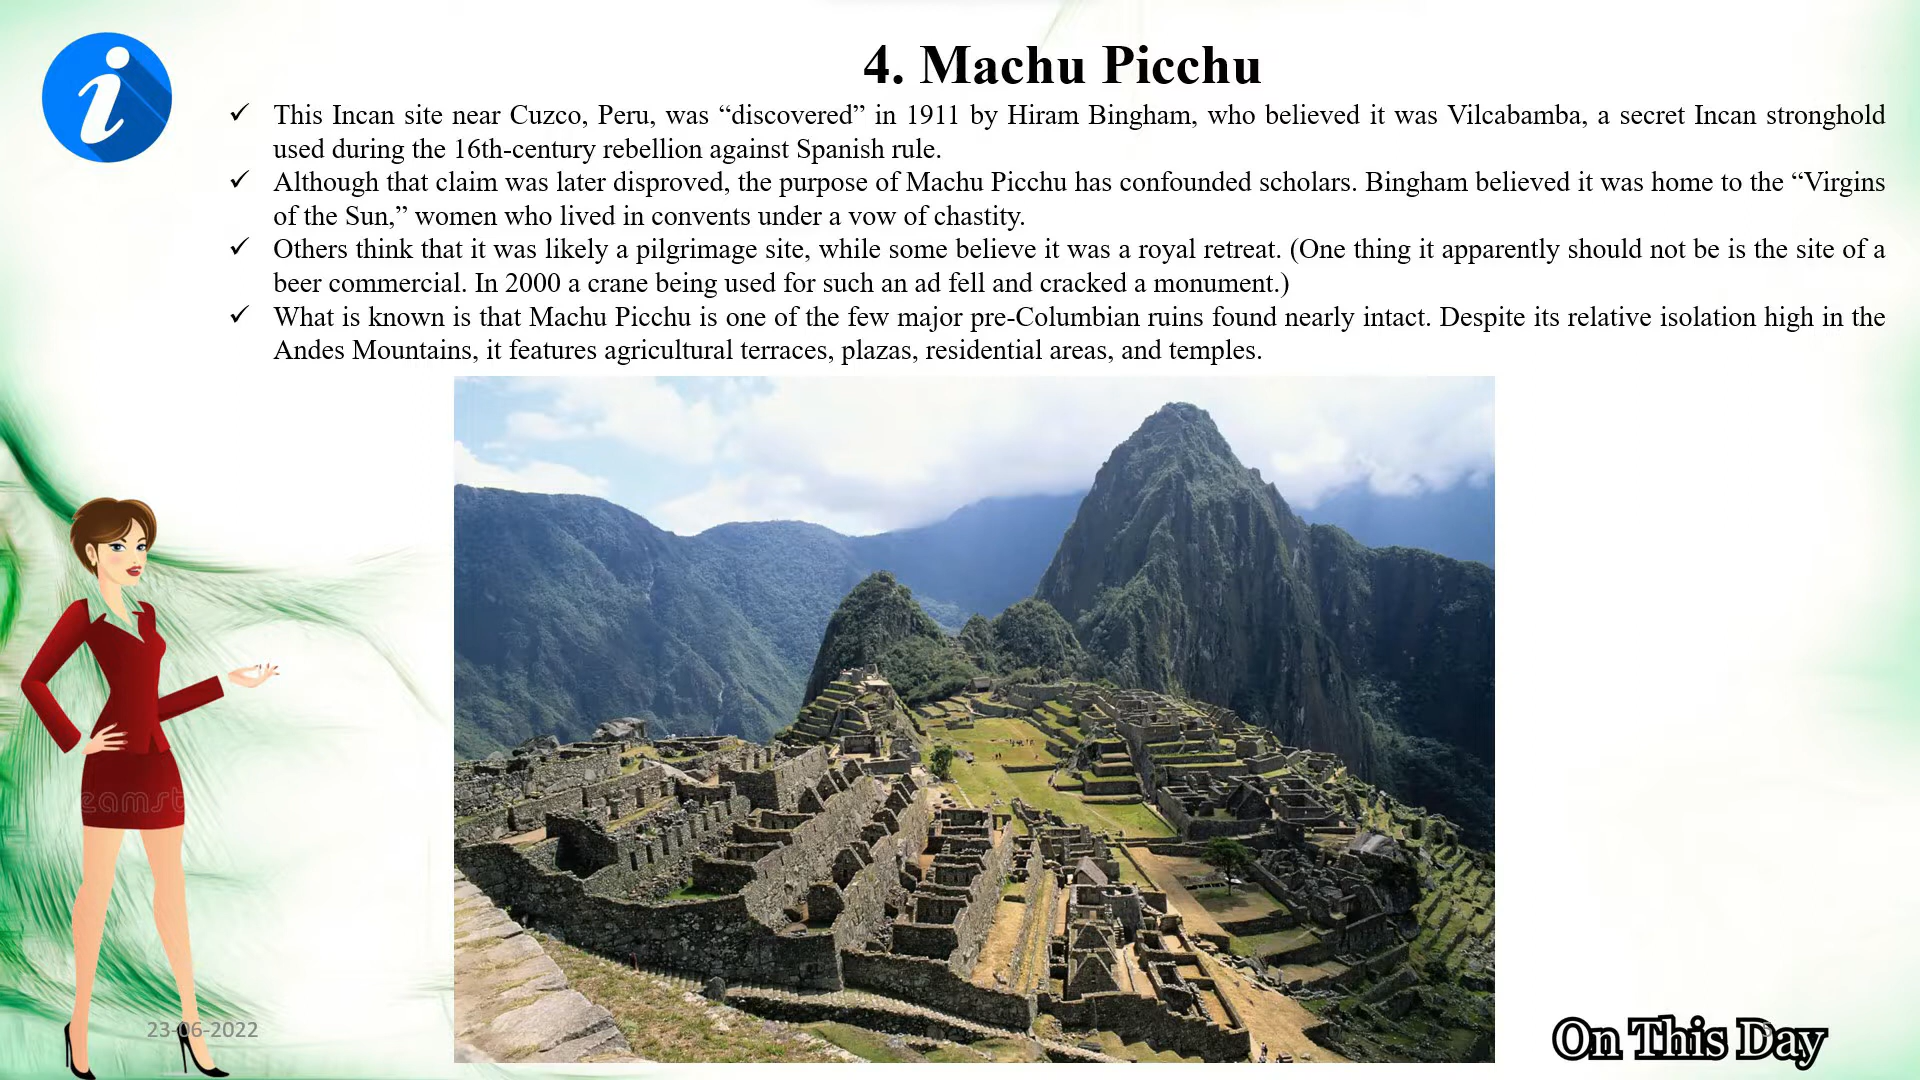 4. Machu Picchu
✓ This Incan site near Cuzco, Peru, was “discovered” in 1911 by Hiram Bingham, who believed it was Vilcabamba, a secret Incan stronghold
used during the 16th-century rebellion against Spanish rule.
✓ Although that claim was later disproved, the purpose of Machu Picchu has confounded scholars. Bingham believed it was home to the “Virgins
of the Sun,” women who lived in convents under a vow of chastity.
✓ Others think that it was likely a pilgrimage site, while some believe it was a royal retreat. (One thing it apparently should not be is the site of a
beer commercial. In 2000 a crane being used for such an ad fell and cracked a monument.)
✓ What is known is that Machu Picchu is one of the few major pre-Columbian ruins found nearly intact. Despite its relative isolation high in the
Andes Mountains, it features agricultural terraces, plazas, residential areas, and temples.
23-06-2022
On This Day